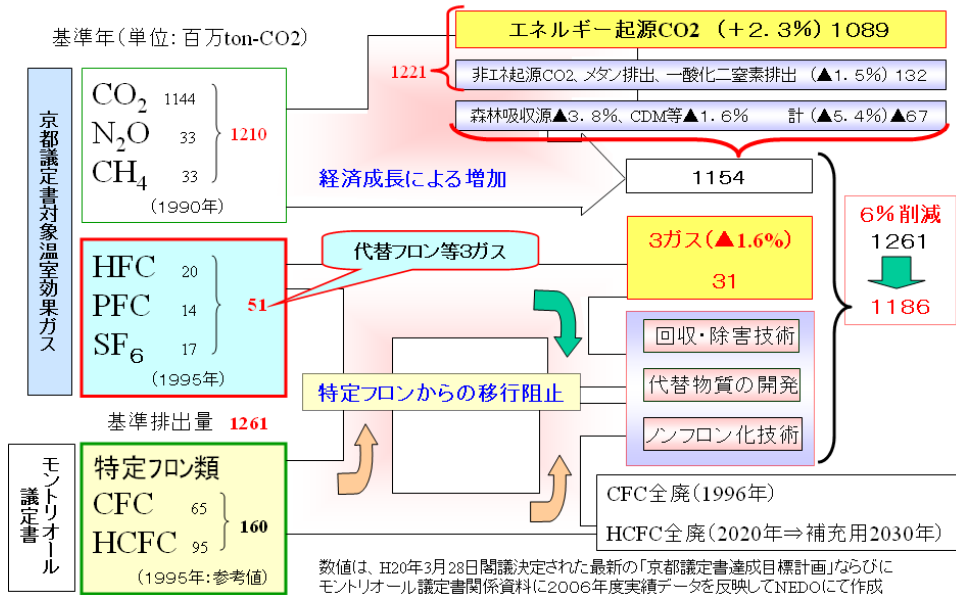 基準年(単位: 百万ton-CO2)
京都議定書対象温室効果ガス
CO2 1144
N2O 33
CH4 33
1210
(1990年)
エネルギー起源CO2 (+2.3%) 1089
1221
非エネ起源CO2、メタン排出、一酸化二窒素排出 (▲1.5%) 132
森林吸収源▲3.8%、CDM等▲1.6% 計 (▲5.4%) ▲67
経済成長による増加
1154
HFC 20
PFC 14
SF6 17
51
(1995年)
代替フロン等3ガス
3ガス(▲1.6%)
31
6%削減
1261
1186
回収・除害技術
代替物質の開発
ノンフロン化技術
特定フロンからの移行阻止
基準排出量 1261
モントリオール議定書
特定フロン類
CFC 65
HCFC 95
160
(1995年:参考値)
CFC全廃(1996年)
HCFC全廃(2020年⇒補充用2030年)
数値は、H20年3月28日閣議決定された最新の「京都議定書達成目標計画」ならびに
モントリオール議定書関係資料に2006年度実績データを反映してNEDOにて作成